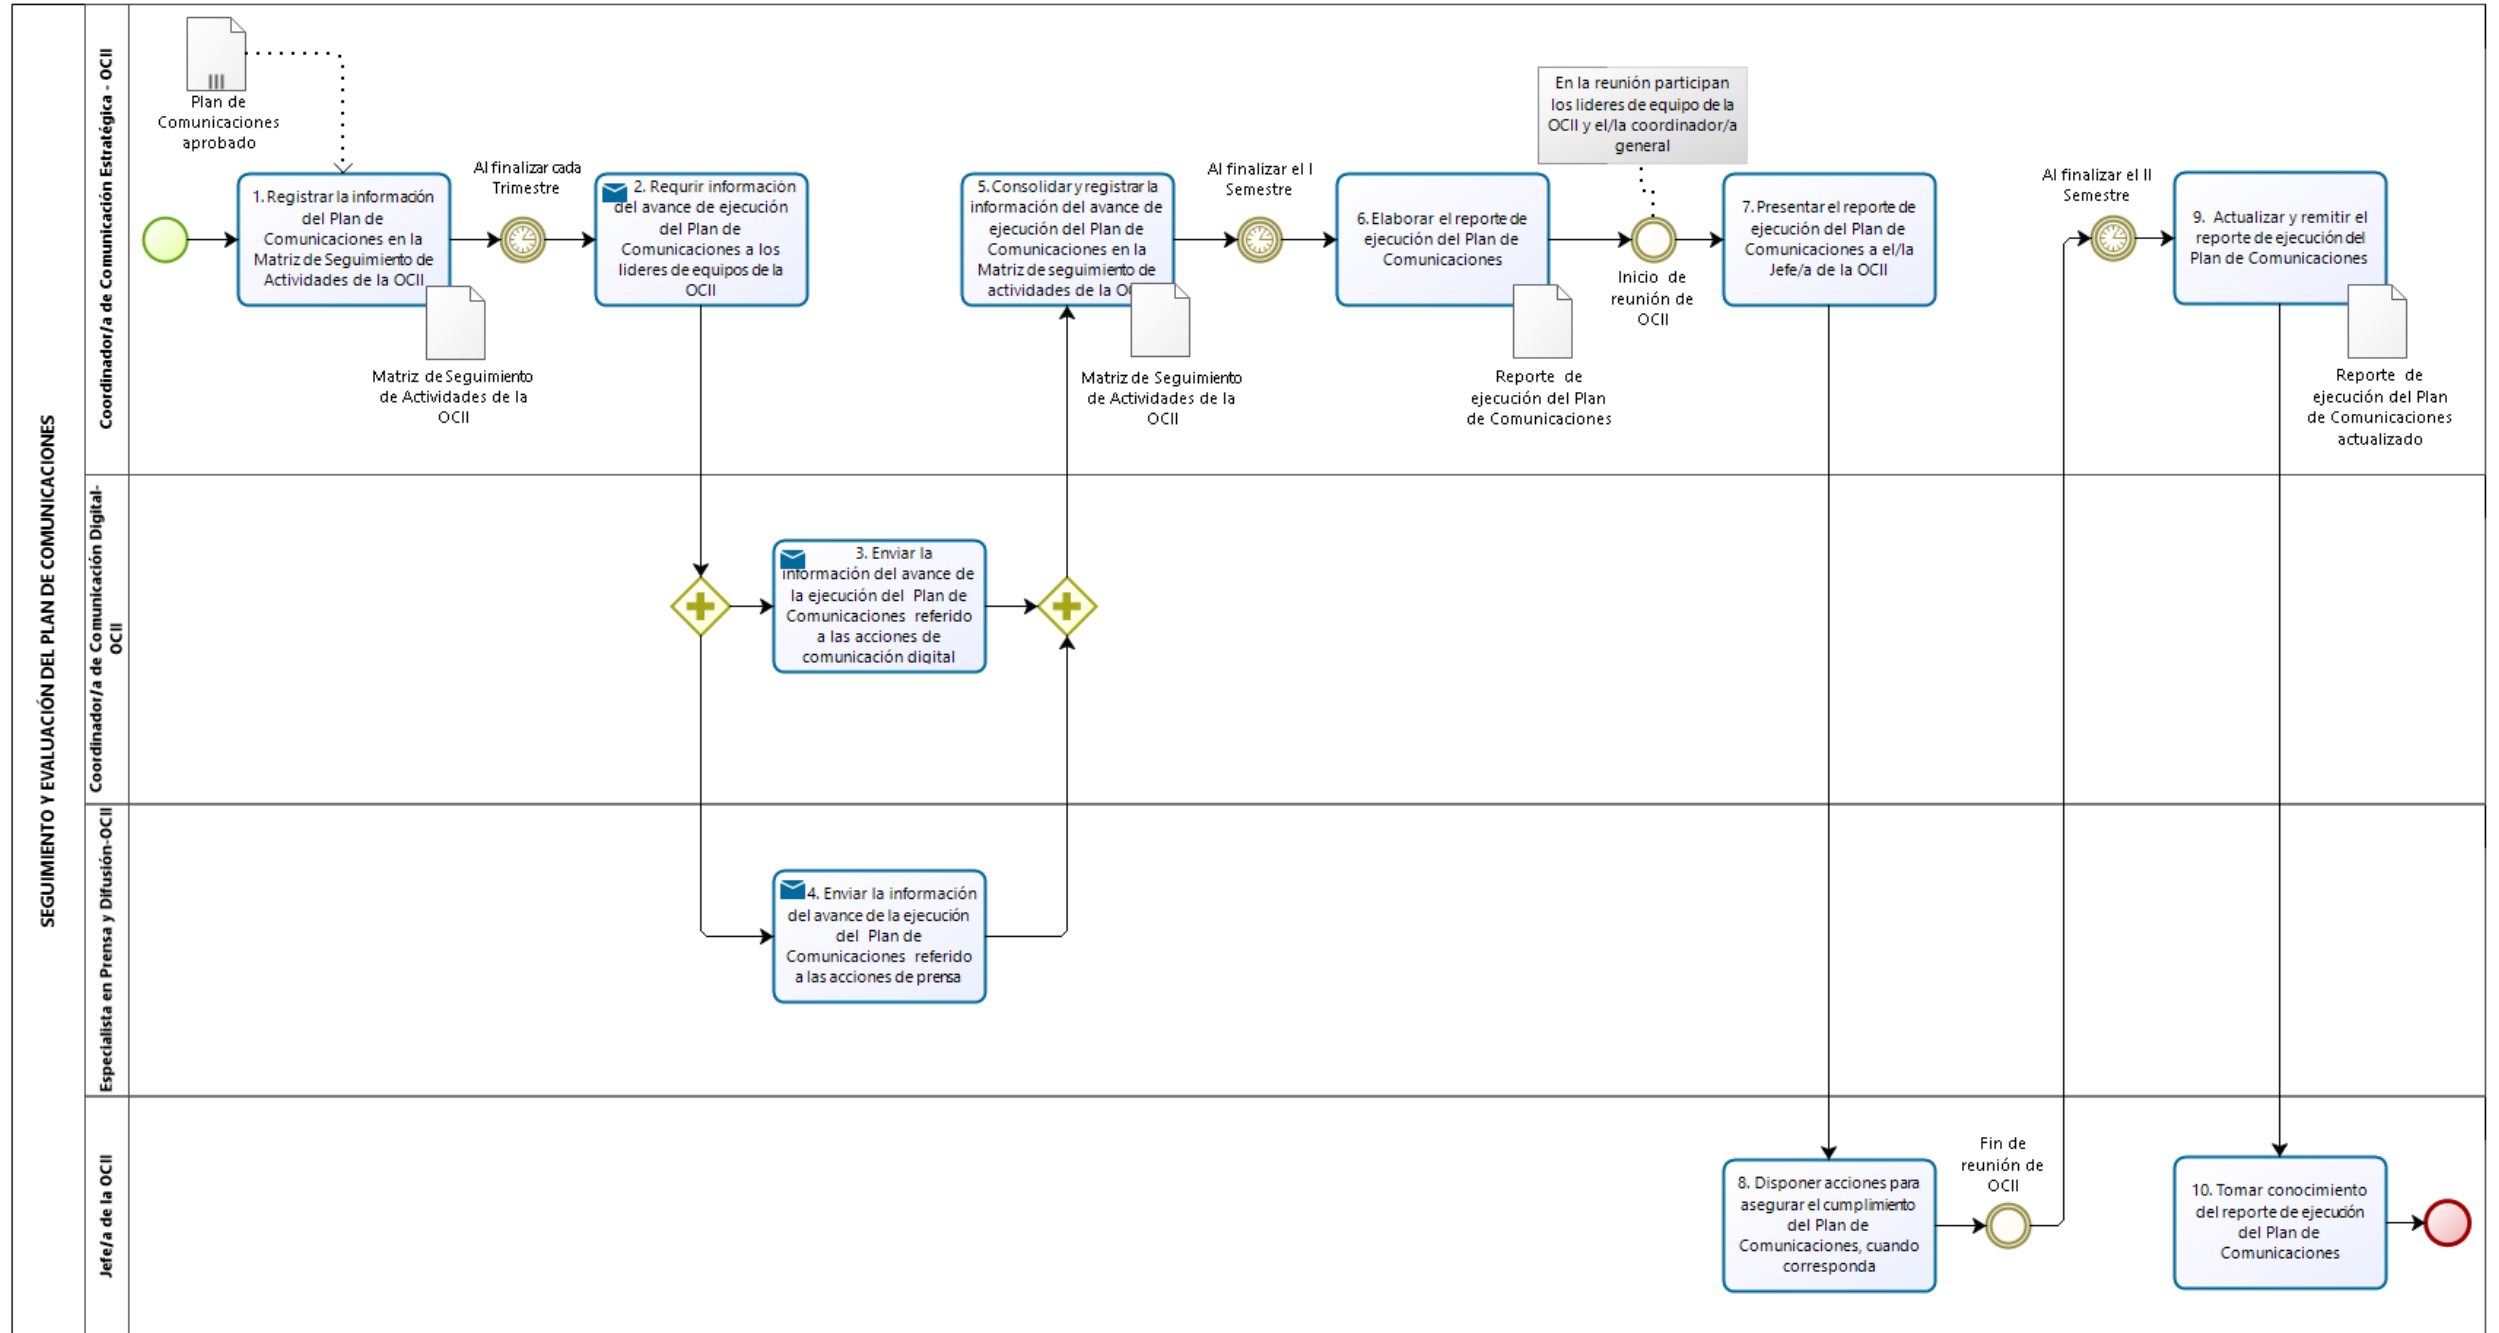 SEGUIMIENTO Y EVALUACIÓN DEL PLAN DE COMUNICACIONES
Coordinador/a de Comunicación Estratégica - OCII
Plan de
Comunicaciones
aprobado
1. Registrar la información
del Plan de
Comunicaciones en la
Matriz de Seguimiento de
Actividades de la OCII
Matriz de Seguimiento
de Actividades de la
OCII
Al finalizar cada
Trimestre
2. Requrir información
del avance de ejecución
del Plan de
Comunicaciones a los
lideres de equipos de la
OCII
5. Consolidar y registrar la
información del avance de
ejecución del Plan de
Comunicaciones en la
Matriz de seguimiento de
actividades de la
Matriz de Seguimiento
de Actividades de la
OCII
Al finalizar el I
Semestre
6. Elaborar el reporte de
ejecución del Plan de
Comunicaciones
Reporte de
ejecución del Plan
de Comunicaciones
En la reunión participan
los lideres de equipo de la
OCII y el/la coordinador/a
general
Inicio de
reunión de
OCII
7. Presentar el reporte de
ejecución del Plan de
Comunicaciones a el/la
Jefe/a de la OCII
Al finalizar el II
Semestre
9. Actualizar y remitir el
reporte de ejecución del
Plan de Comunicaciones
Reporte de
ejecución del Plan
de Comunicaciones
actualizado
Coordinador/a de Comunicación Digital-
OCII
3. Enviar la
información del avance de
la ejecución del Plan de
Comunicaciones referido
a las acciones de
comunicación digital
Especialista en Prensa y Difusión-OCII
4. Enviar la información
del avance de la ejecución
del Plan de
Comunicaciones referido
a las acciones de prensa
Jefe/a de la OCII
8. Disponer acciones para
asegurar el cumplimiento
del Plan de
Comunicaciones, cuando
corresponda
Fin de
reunión de
OCII
10. Tomar conocimiento
del reporte de ejecución
del Plan de
Comunicaciones